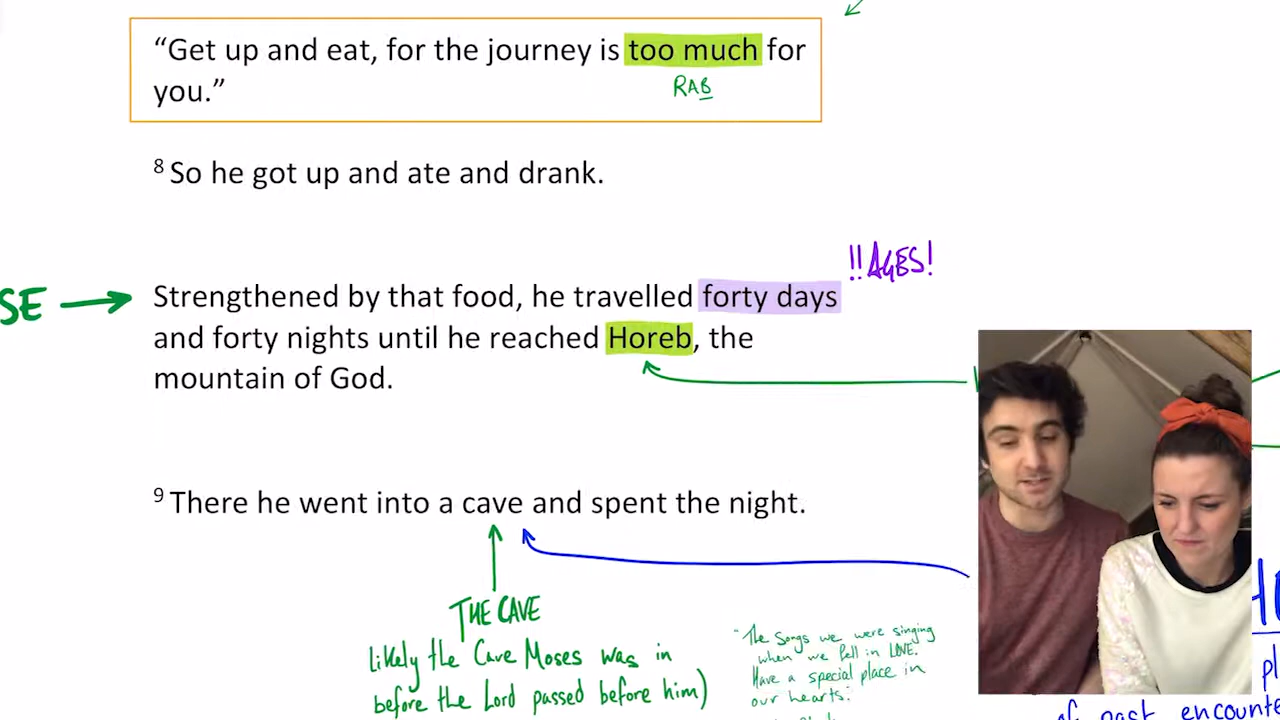 “Get up and eat, for the journey is too much for
you.”
RAB
⁸ So he got up and ate and drank.
!!AGES!
SE
Strengthened by that food, he travelled forty days
and forty nights until he reached Horeb, the
mountain of God.
⁹ There he went into a cave and spent the night.
THE CAVE
likely the Cave Moses was in
before the Lord passed before him)
"The Songs we were singing
when we fell in LOVE.
Have a special place in
our hearts."
of past encounte
pl